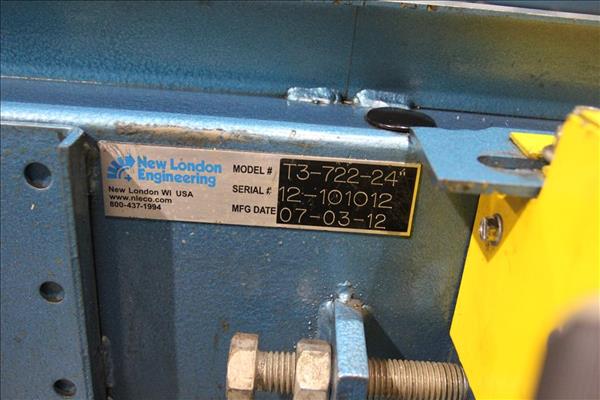 New London
Engineering
New London WI USA
www.nleco.com
800-437-1994
MODEL # T3-722-24"
SERIAL #: 12-101012
MFG DATE 07-03-12